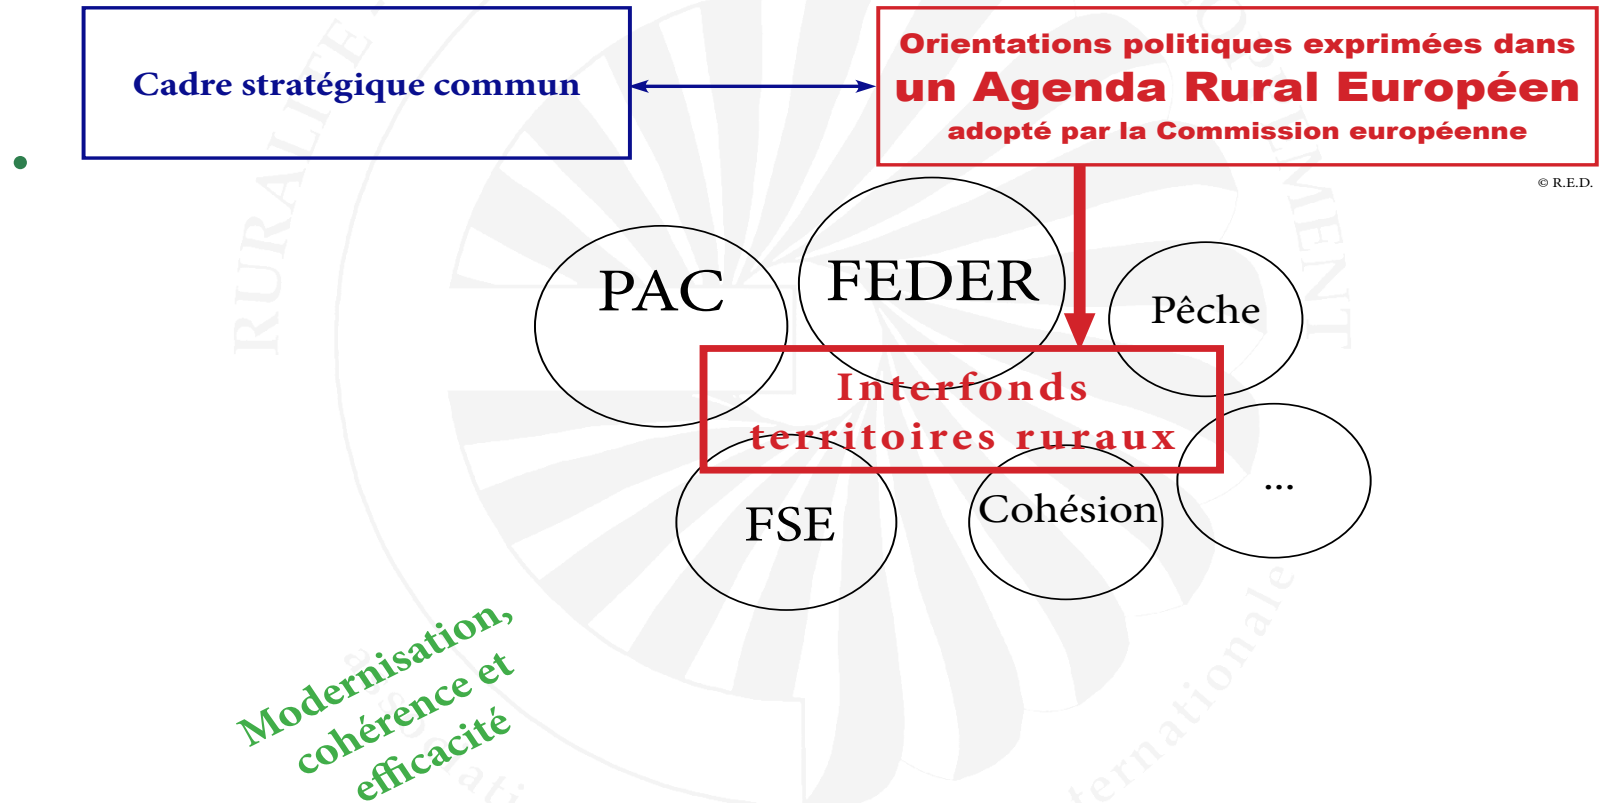 Cadre stratégique commun
Orientations politiques exprimées dans
un Agenda Rural Européen
adopté par la Commission européenne
© R.E.D.
PAC
FEDER
Pêche
Interfonds
territoires ruraux
FSE
Cohésion
...
Modernisation,
cohérence et
efficacité